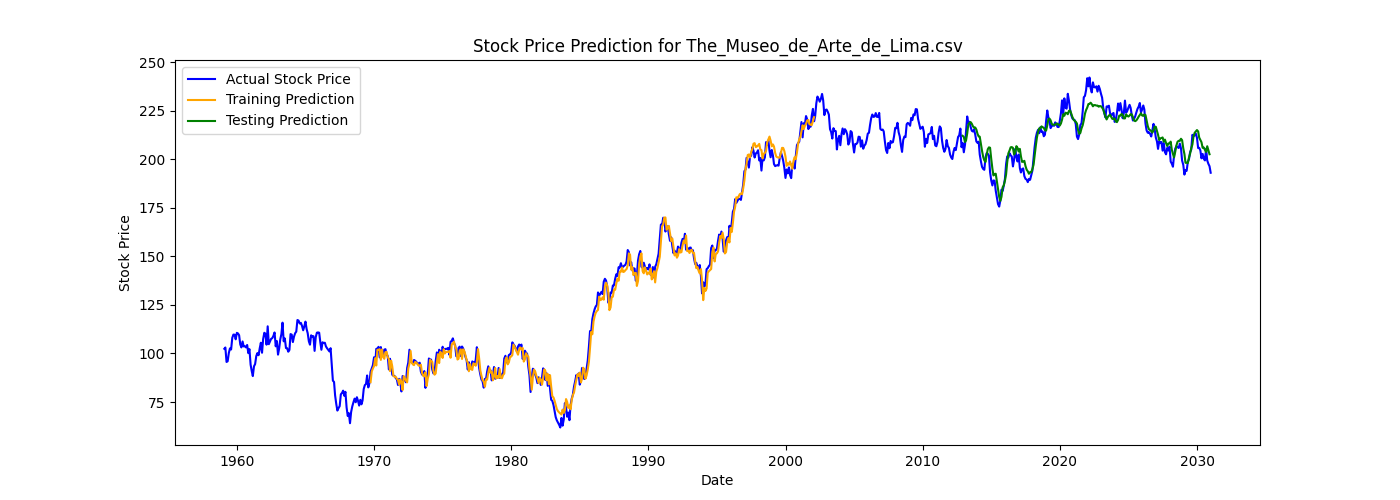 Stock Price Prediction for The_Museo_de_Arte_de_Lima.csv
Actual Stock Price
Training Prediction
Testing Prediction
Stock Price
250
225
200
175
150
125
100
75
1960 1970 1980 1990 2000 2010 2020 2030
Date